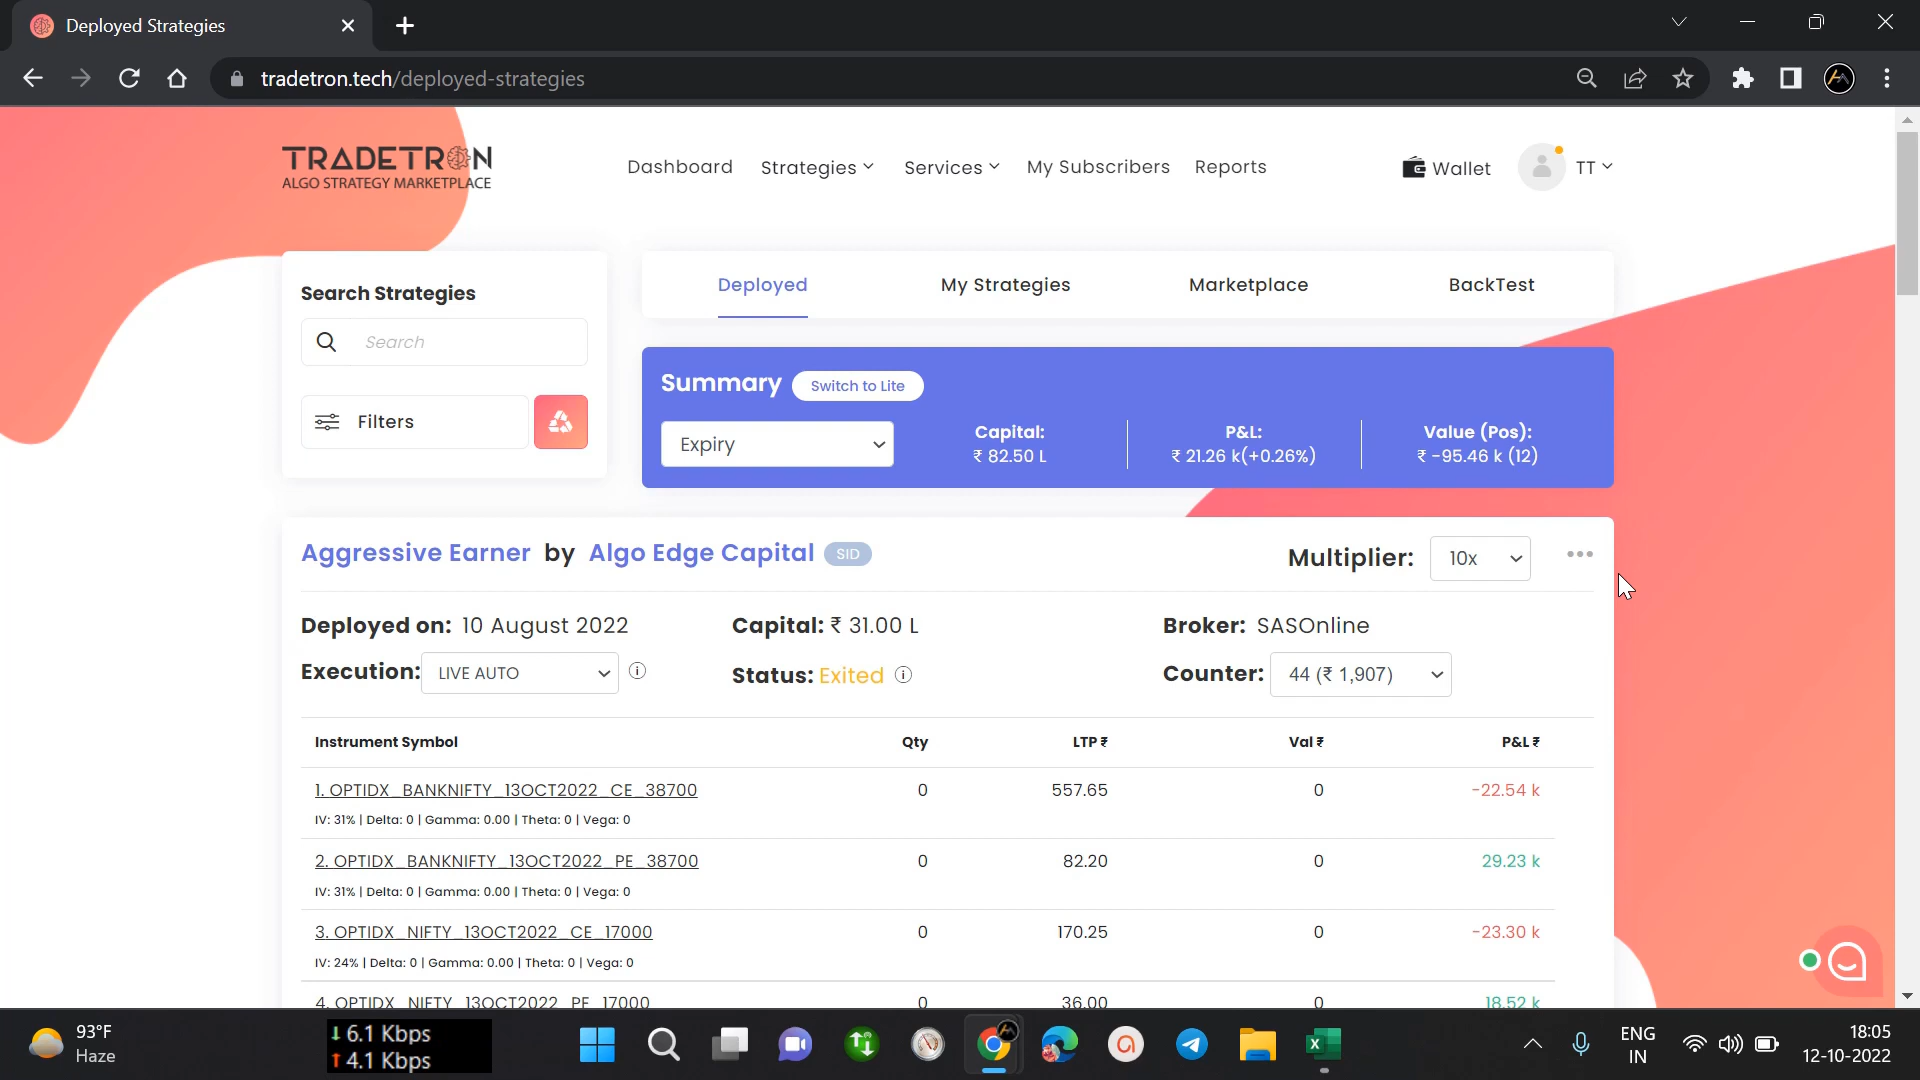 Deployed Strategies
tradetron.tech/deployed-strategies
TRADETRON
ALGO STRATEGY MARKETPLACE
Dashboard Strategies Services My Subscribers Reports Wallet TT
Search Strategies
Search
Filters
Deployed My Strategies Marketplace BackTest
Summary Switch to Lite
Expiry
Capital: P&L: Value (Pos):
₹ 82.50 L ₹ 21.26 k(+0.26%) ₹ -95.46 k (12)
Aggressive Earner by Algo Edge Capital SID Multiplier: 10x
Deployed on: 10 August 2022 Capital: ₹ 31.00 L Broker: SASOnline
Execution: LIVE AUTO Status: Exited Counter: 44 (₹ 1,907)
Instrument Symbol Qty LTP ₹ Val ₹ P&L ₹
1. OPTIDX_BANKNIFTY_13OCT2022_CE_38700 0 557.65 0 -22.54 k
IV: 31% | Delta: 0 | Gamma: 0.00 | Theta: 0 | Vega: 0
2. OPTIDX_BANKNIFTY_13OCT2022_PE_38700 0 82.20 0 29.23 k
IV: 31% | Delta: 0 | Gamma: 0.00 | Theta: 0 | Vega: 0
3. OPTIDX_NIFTY_13OCT2022_CE_17000 0 170.25 0 -23.30 k
IV: 24% | Delta: 0 | Gamma: 0.00 | Theta: 0 | Vega: 0
4. OPTIDX_NIFTY_13OCT2022_PE_17000 0 36.00 0 18.52 k
93°F
Haze
6.1 Kbps
4.1 Kbps
ENG
IN
18:05
12-10-2022